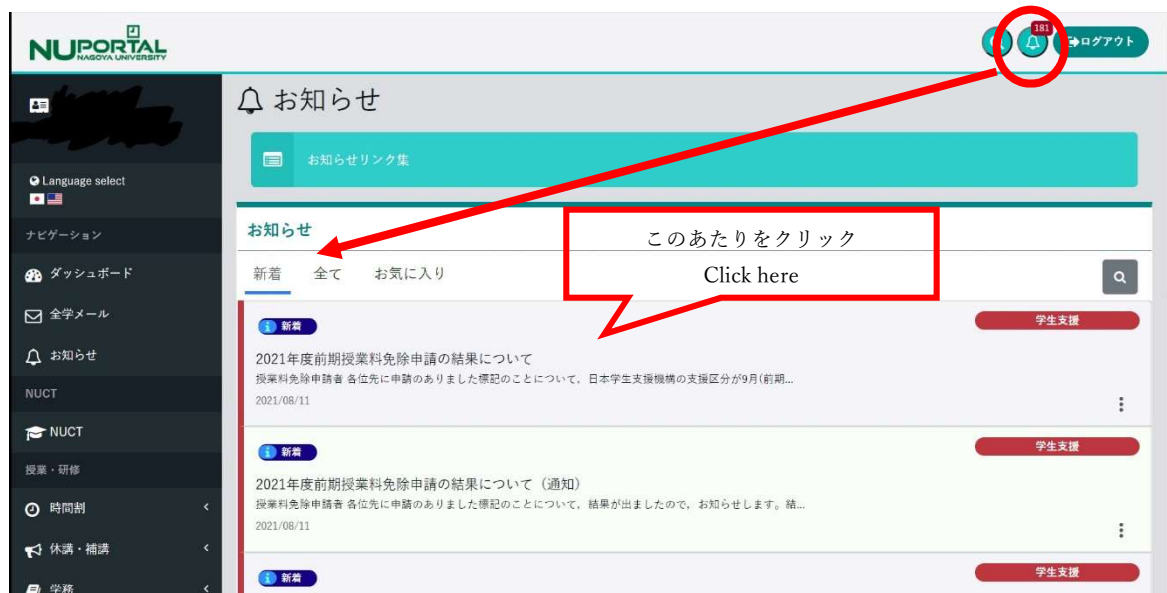 NUPORTAL
NAGOYA UNIVERSITY
181
ログアウト
お知らせ
お知らせリンク集
Language select
ナビゲーション
ダッシュボード
全学メール
お知らせ
NUCT
NUCT
授業・研修
時間割
休講・補講
学務
お知らせ
このあたりをクリック
Click here
新着 全て お気に入り
新着
学生支援
2021年度前期授業料免除申請の結果について
授業料免除申請者 各位先に申請のありました標記のことについて，日本学生支援機構の支援区分が9月(前期...
2021/08/11
新着
学生支援
2021年度前期授業料免除申請の結果について（通知）
授業料免除申請者 各位先に申請のありました標記のことについて，結果が出ましたので，お知らせします。結...
2021/08/11
新着
学生支援